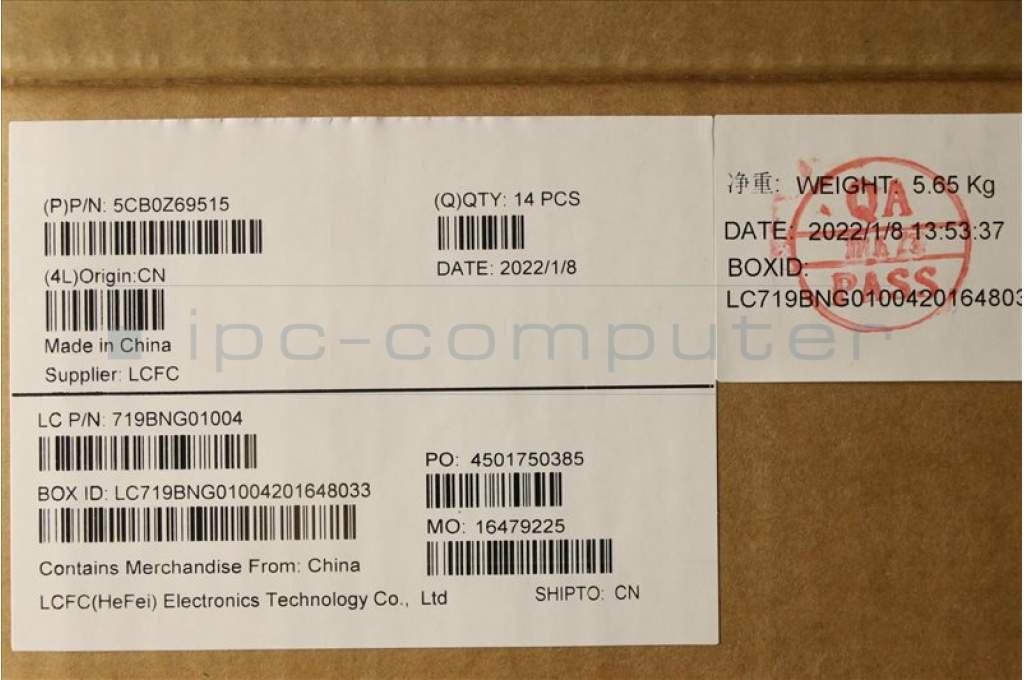 (P)P/N: 5CB0Z69515
(Q)QTY: 14 PCS
(4L)Origin:CN
DATE: 2022/1/8
Made in China
Supplier: LCFC
LC P/N: 719BNG01004
PO: 4501750385
BOX ID: LC719BNG01004201648033
MO: 16479225
Contains Merchandise From: China
LCFC(HeFei) Electronics Technology Co., Ltd
SHIPTO: CN
净重: WEIGHT: 5.65 Kg
DATE: 2022/1/8 13:53:37
BOXID:
LC719BNG0100420164803
QA
PASS
ipc-computer